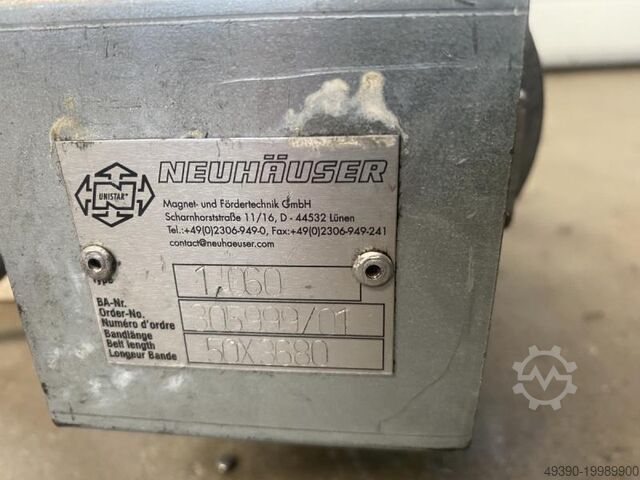 UNISTAR
NEUHÄUSER
Magnet- und Fördertechnik GmbH
Scharnhorststraße 11/16, D - 44532 Lünen
Tel.:+49(0)2306-949-0, Fax:+49(0)2306-949-241
contact@neuhaeuser.com
Type
BA-Nr.
Order-No. 305999/01
Numéro d'ordre
Bandlänge
Belt length 50X3680
Longeur Bande
49390-19989900